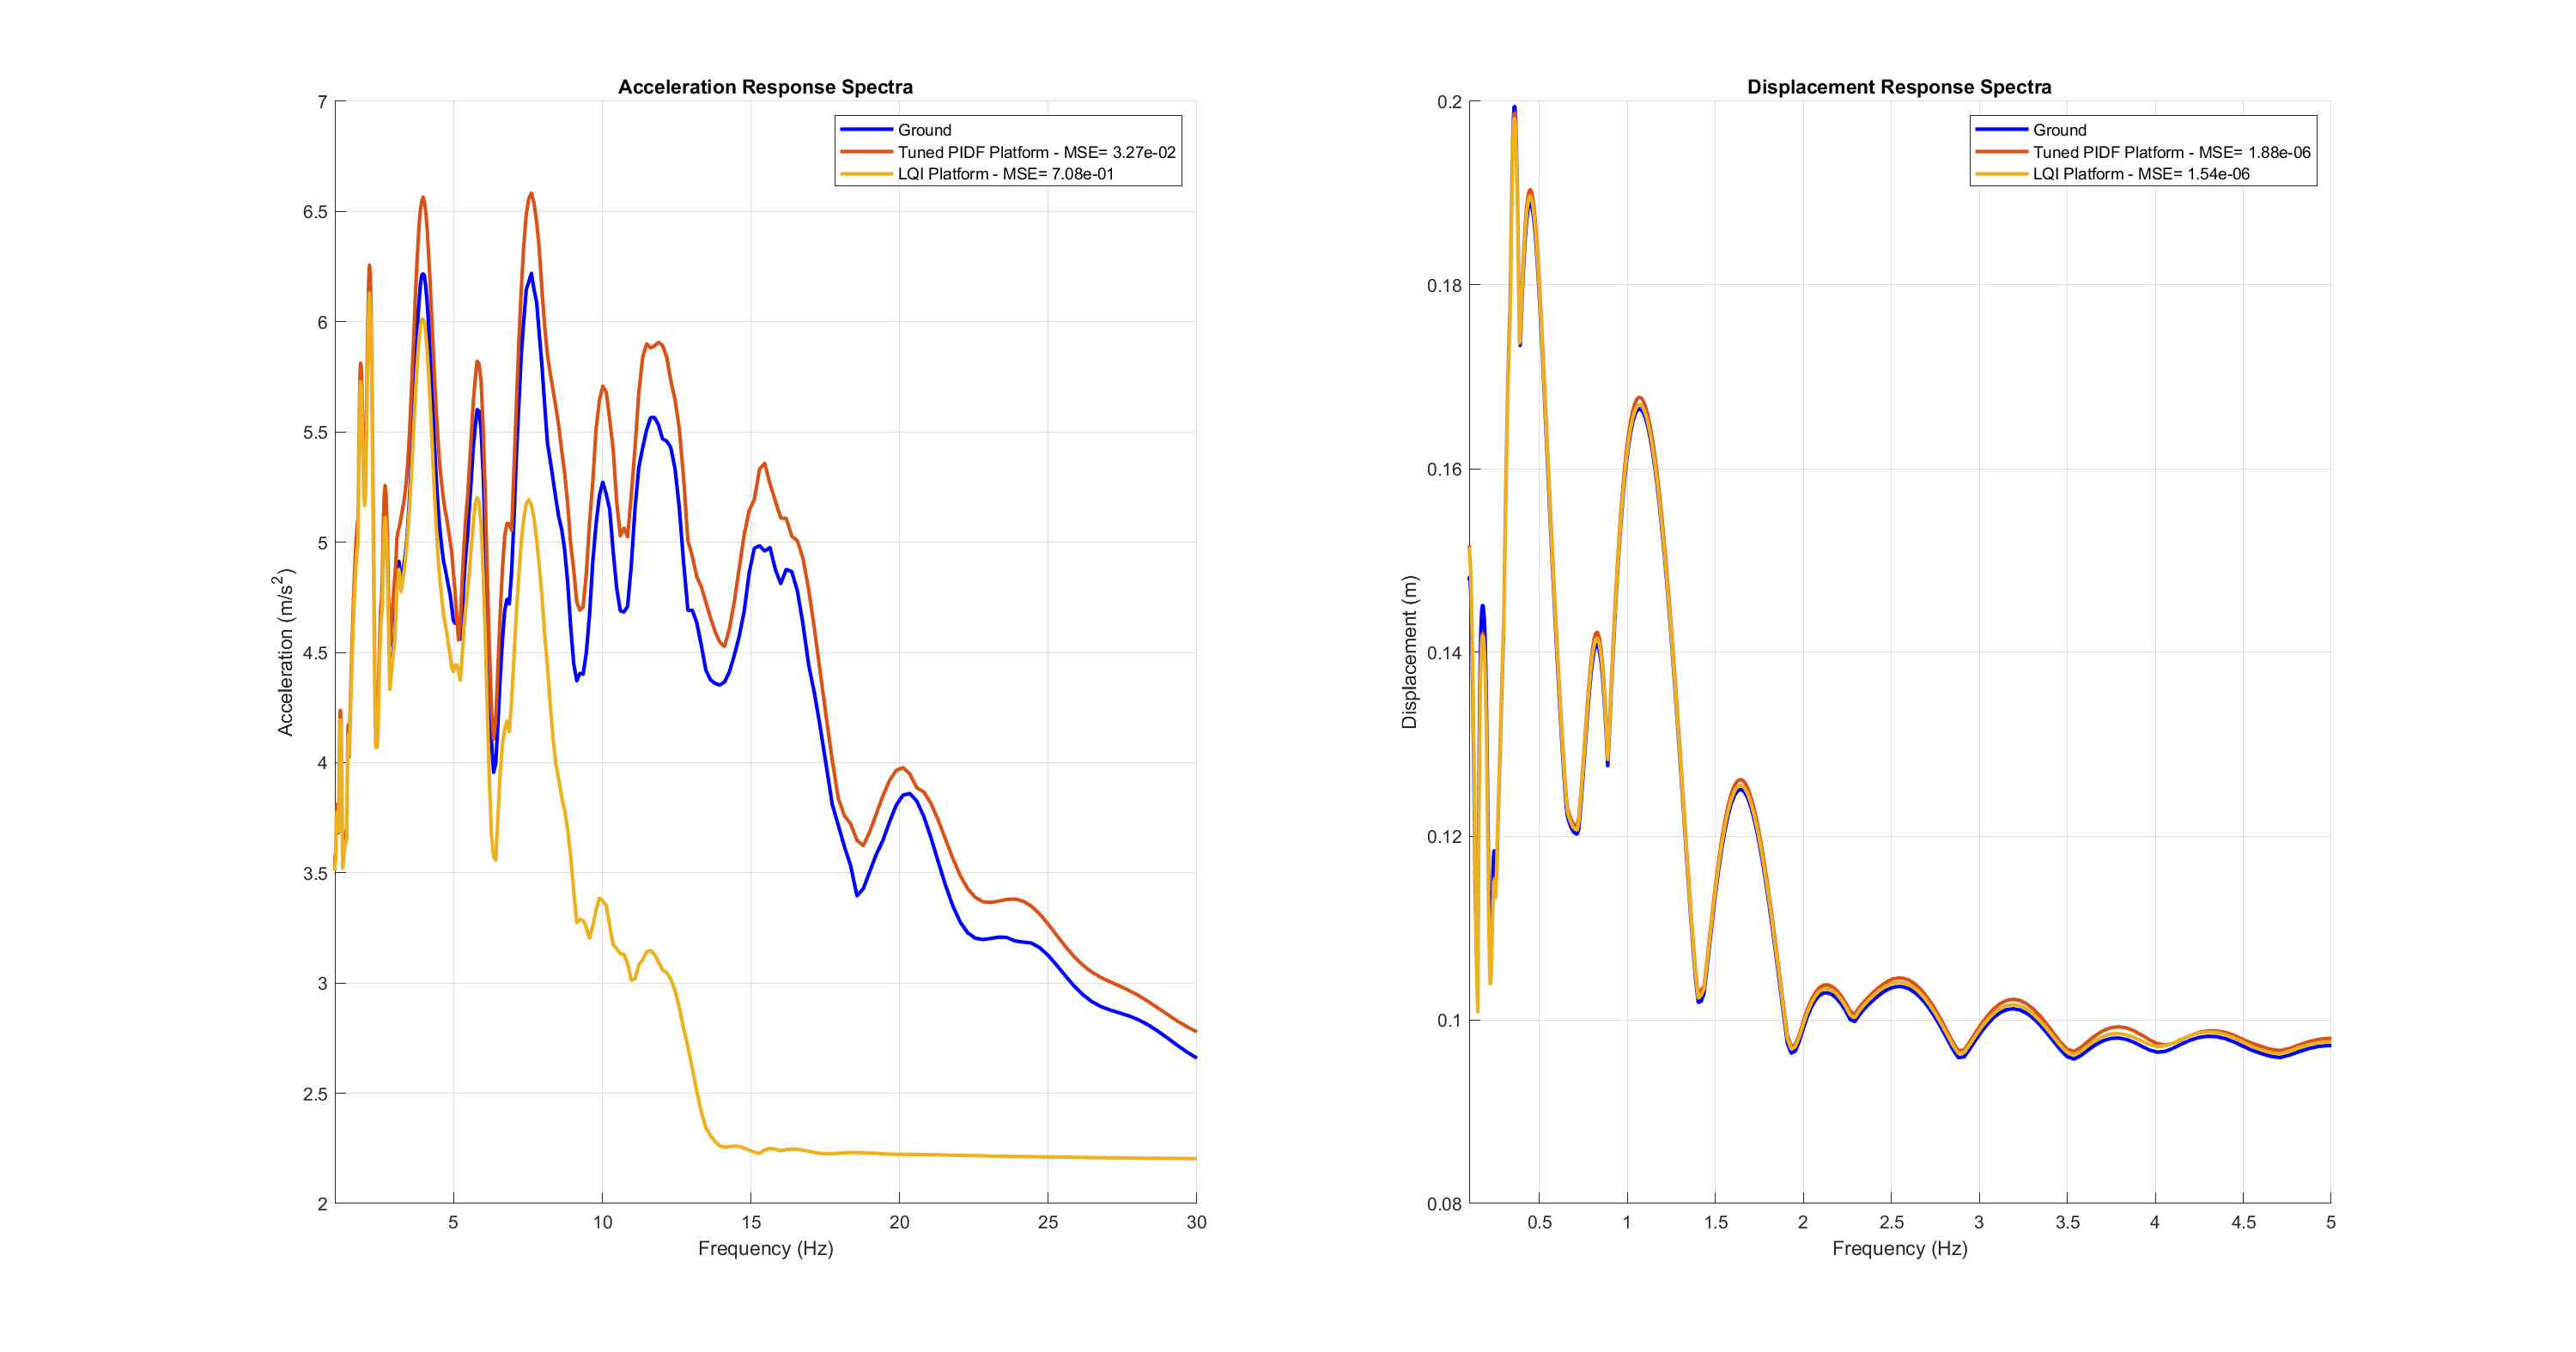 Acceleration Response Spectra
Ground
Tuned PIDF Platform - MSE= 3.27e-02
LQI Platform - MSE= 7.08e-01
7
6.5
6
5.5
5
4.5
4
3.5
3
2.5
2
Acceleration (m/s²)
5 10 15 20 25 30
Frequency (Hz)
Displacement Response Spectra
Ground
Tuned PIDF Platform - MSE= 1.88e-06
LQI Platform - MSE= 1.54e-06
0.2
0.18
0.16
0.14
0.12
0.1
0.08
Displacement (m)
0.5 1 1.5 2 2.5 3 3.5 4 4.5 5
Frequency (Hz)